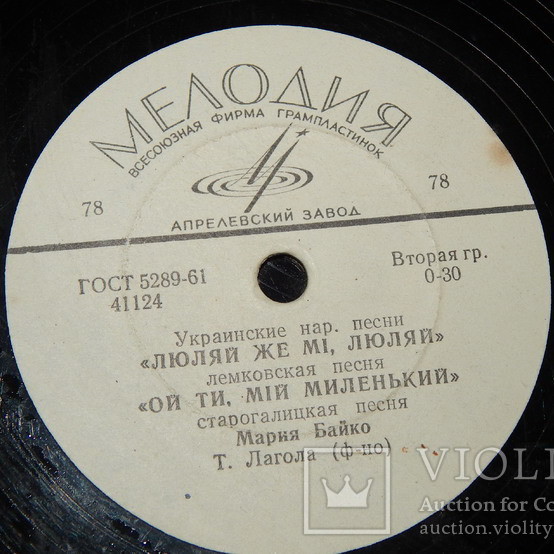 МЕЛОДИЯ
ВСЕСОЮЗНАЯ ФИРМА ГРАМПЛАСТИНОК
78
78
АПРЕЛЕВСКИЙ ЗАВОД
ГОСТ 5289-61
41124
Вторая гр.
0-30
Украинские нар. песни
«ЛЮЛЯЙ ЖЕ МІ, ЛЮЛЯЙ»
лемковская песня
«ОЙ ТИ, МІЙ МИЛЕНЬКИЙ»
старогалицкая песня
Мария Байко
Т. Лагола (ф-но)
VIOLI
Auction for Co
auction.violity